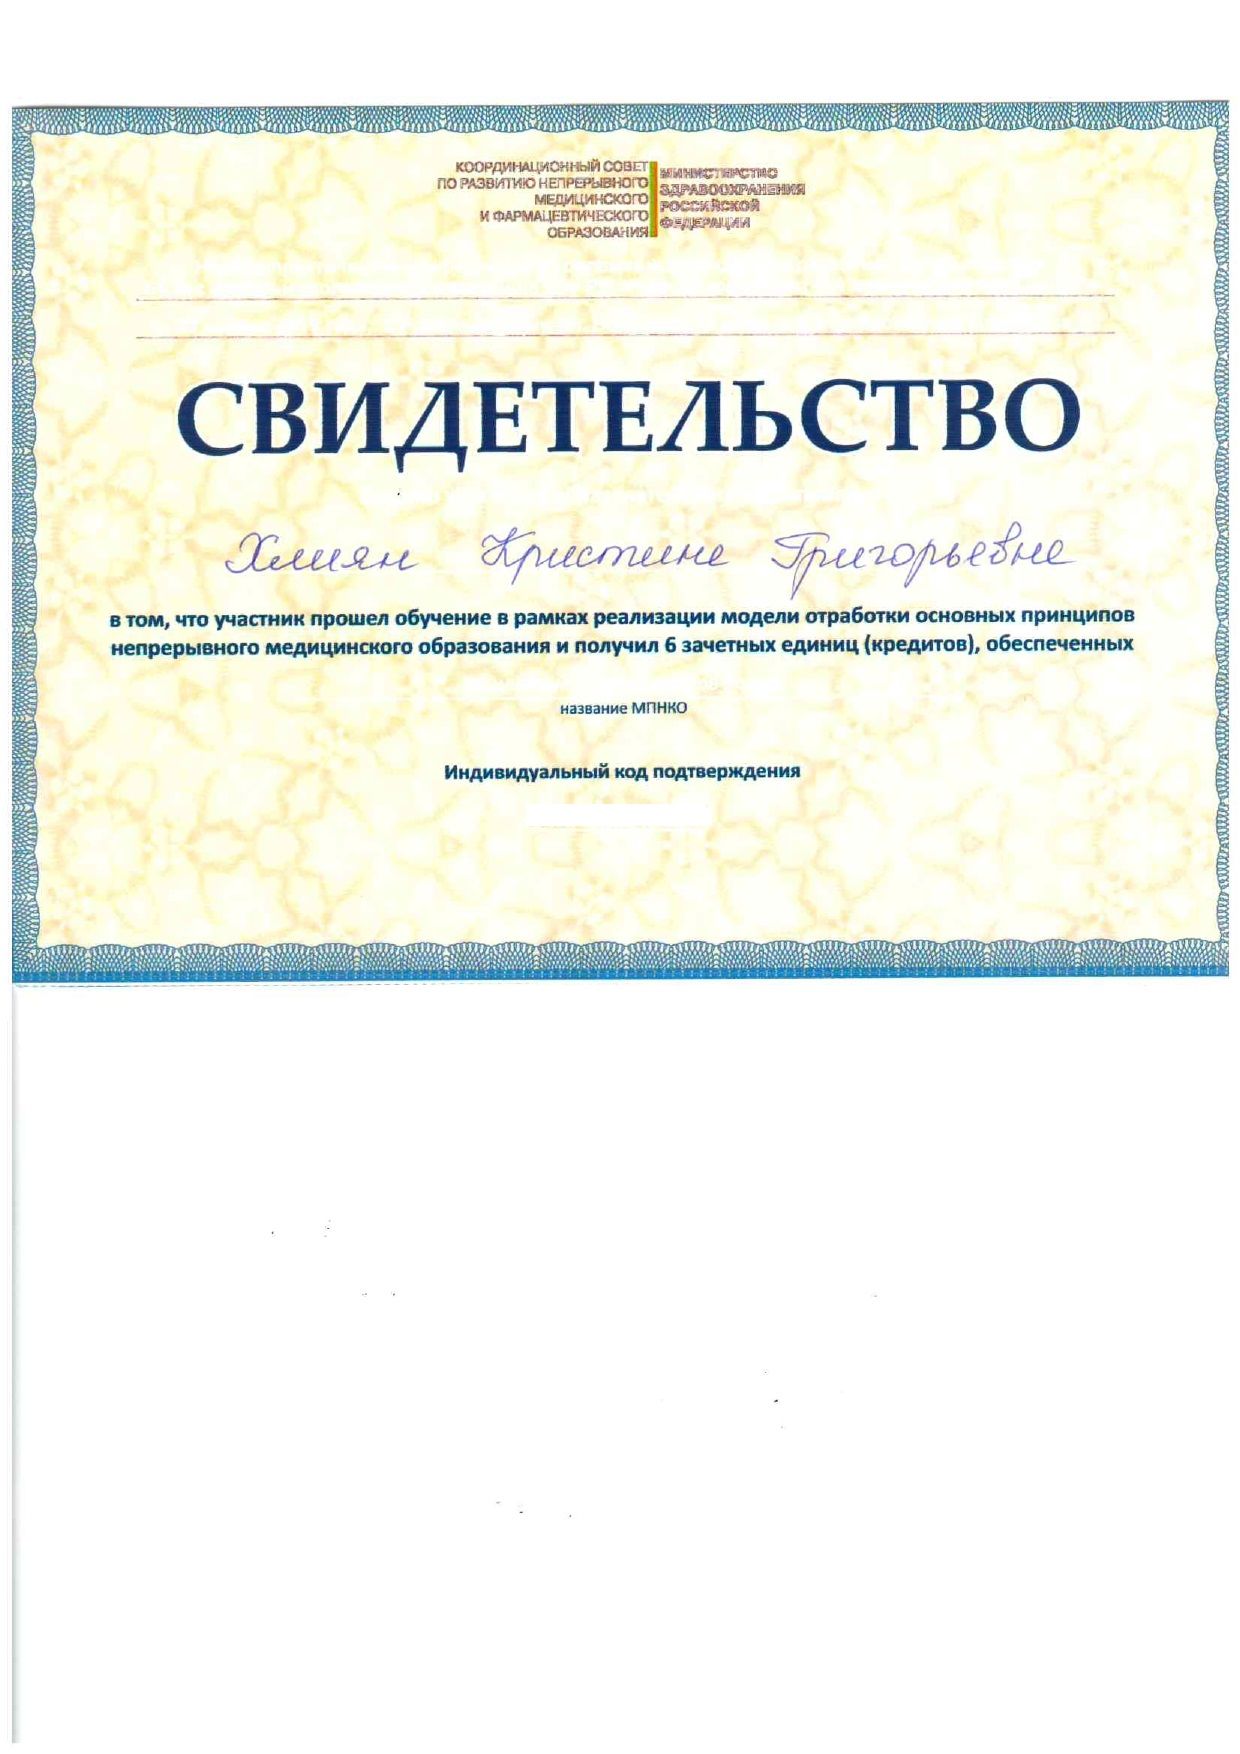 КООРДИНАЦИОННЫЙ СОВЕТ
ПО РАЗВИТИЮ НЕПРЕРЫВНОГО
МЕДИЦИНСКОГО
И ФАРМАЦЕВТИЧЕСКОГО
ОБРАЗОВАНИЯ
МИНИСТЕРСТВО
ЗДРАВООХРАНЕНИЯ
РОССИЙСКОЙ
ФЕДЕРАЦИИ
СВИДЕТЕЛЬСТВО
Хлиян Кристине Григорьевне
в том, что участник прошел обучение в рамках реализации модели отработки основных принципов
непрерывного медицинского образования и получил 6 зачетных единиц (кредитов), обеспеченных
название МПНКО
Индивидуальный код подтверждения